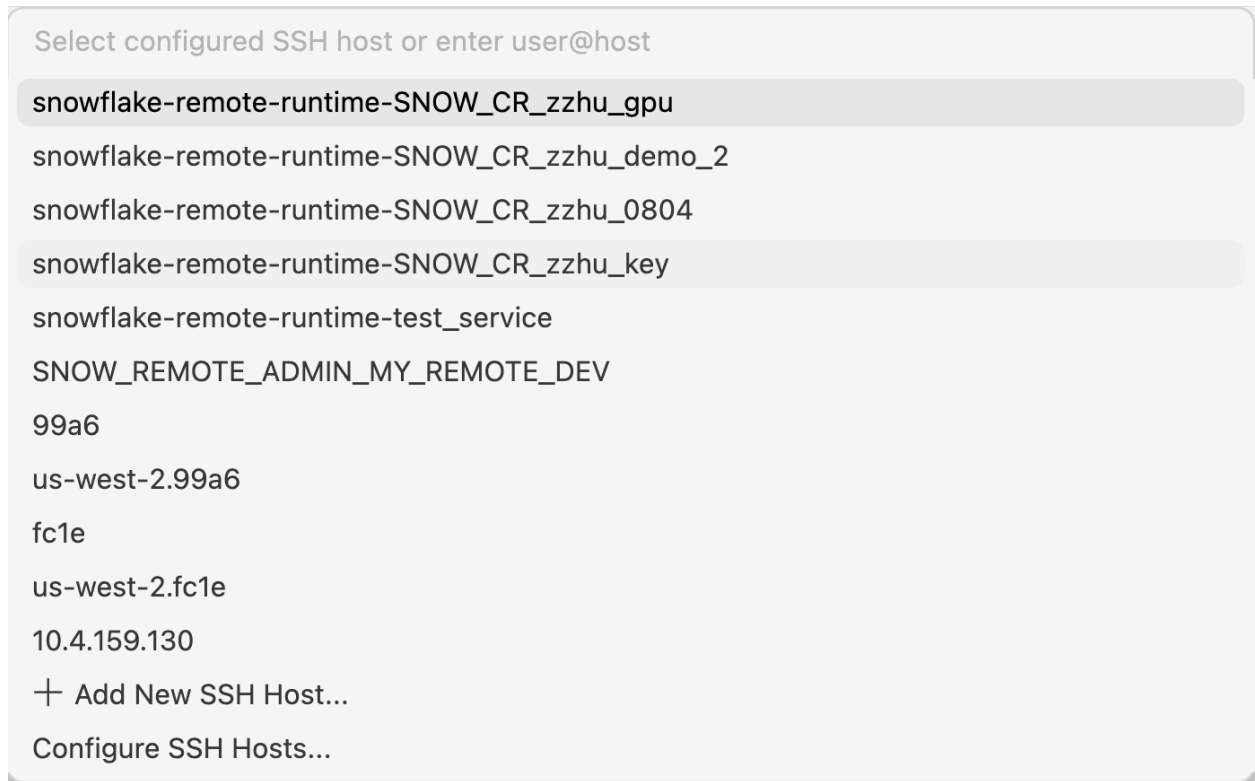 Select configured SSH host or enter user@host
snowflake-remote-runtime-SNOW_CR_zzhu_gpu
snowflake-remote-runtime-SNOW_CR_zzhu_demo_2
snowflake-remote-runtime-SNOW_CR_zzhu_0804
snowflake-remote-runtime-SNOW_CR_zzhu_key
snowflake-remote-runtime-test_service
SNOW_REMOTE_ADMIN_MY_REMOTE_DEV
99a6
us-west-2.99a6
fc1e
us-west-2.fc1e
10.4.159.130
+ Add New SSH Host...
Configure SSH Hosts...